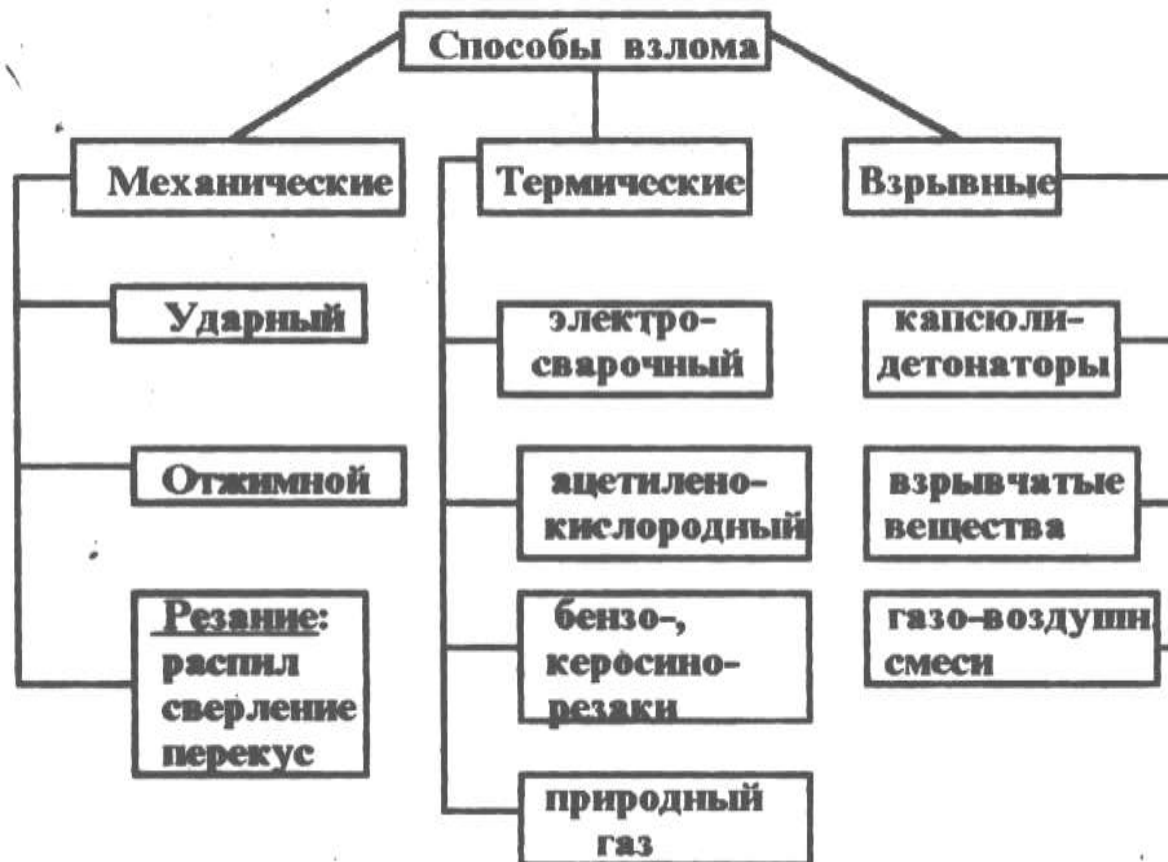 Способы взлома
Механические
Термические
Взрывные
Ударный
Отжимной
Резание:
распил
сверление
перекус
электро-
сварочный
ацетилено-
кислородный
бензо-,
керосино-
резаки
природный
газ
капсюли-
детонаторы
взрывчатые
вещества
газо-воздушн.
смеси